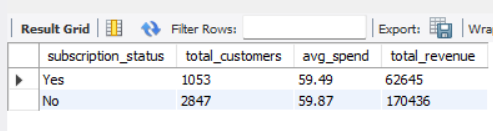 Result Grid Filter Rows: Export: Wra
subscription_status total_customers avg_spend total_revenue
Yes 1053 59.49 62645
No 2847 59.87 170436